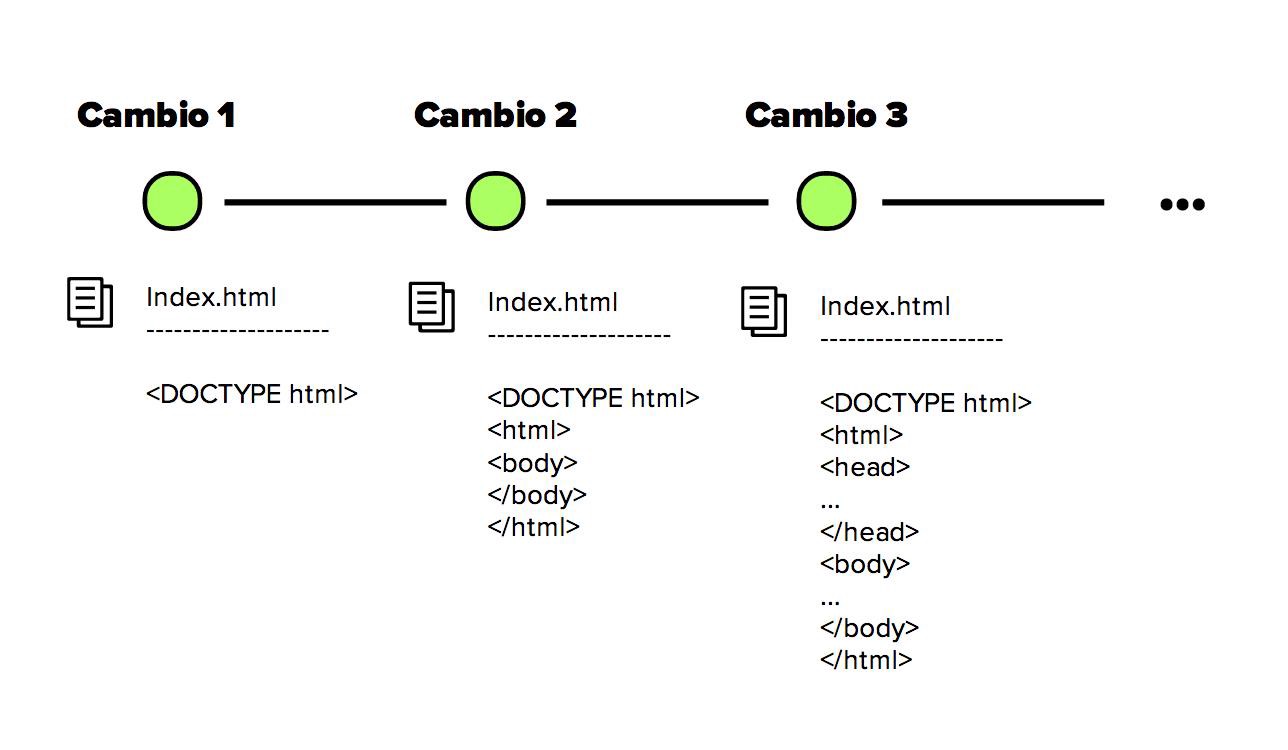 Cambio 1
Cambio 2
Cambio 3
...
Index.html
--------------------
<DOCTYPE html>
Index.html
--------------------
<DOCTYPE html>
<html>
<body>
</body>
</html>
Index.html
--------------------
<DOCTYPE html>
<html>
<head>
...
</head>
<body>
...
</body>
</html>